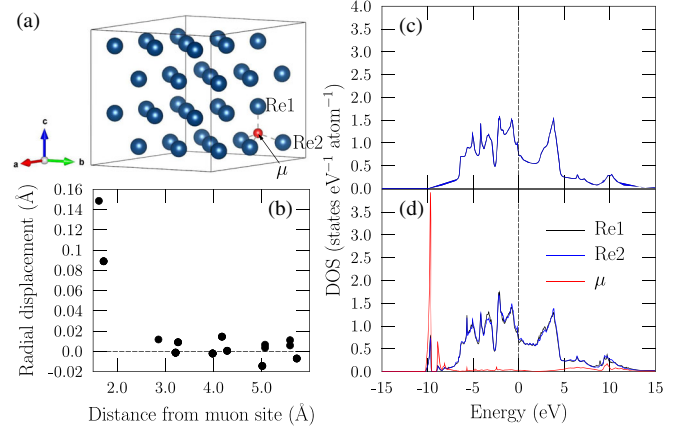 (a)
c
a
b
Re1
Re2
μ
(b)
Radial displacement (Å)
0.16
0.14
0.12
0.1
0.08
0.06
0.04
0.02
0.0
-0.02
2.0 3.0 4.0 5.0
Distance from muon site (Å)
(c)
4.0
3.5
3.0
2.5
2.0
1.5
1.0
0.5
0.0
DOS (states eV⁻¹ atom⁻¹)
(d)
Re1
Re2
μ
3.5
3.0
2.5
2.0
1.5
1.0
0.5
0.0
-15 -10 -5 0 5 10 15
Energy (eV)